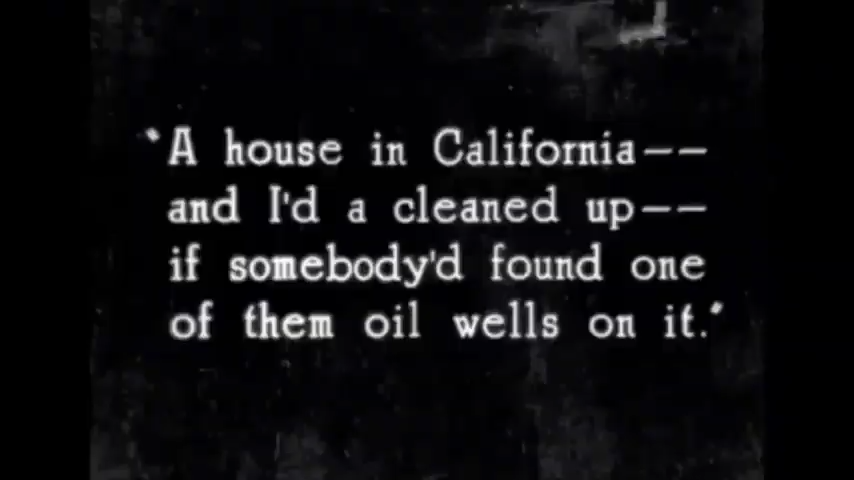 "A house in California--
and I'd a cleaned up--
if somebody'd found one
of them oil wells on it."